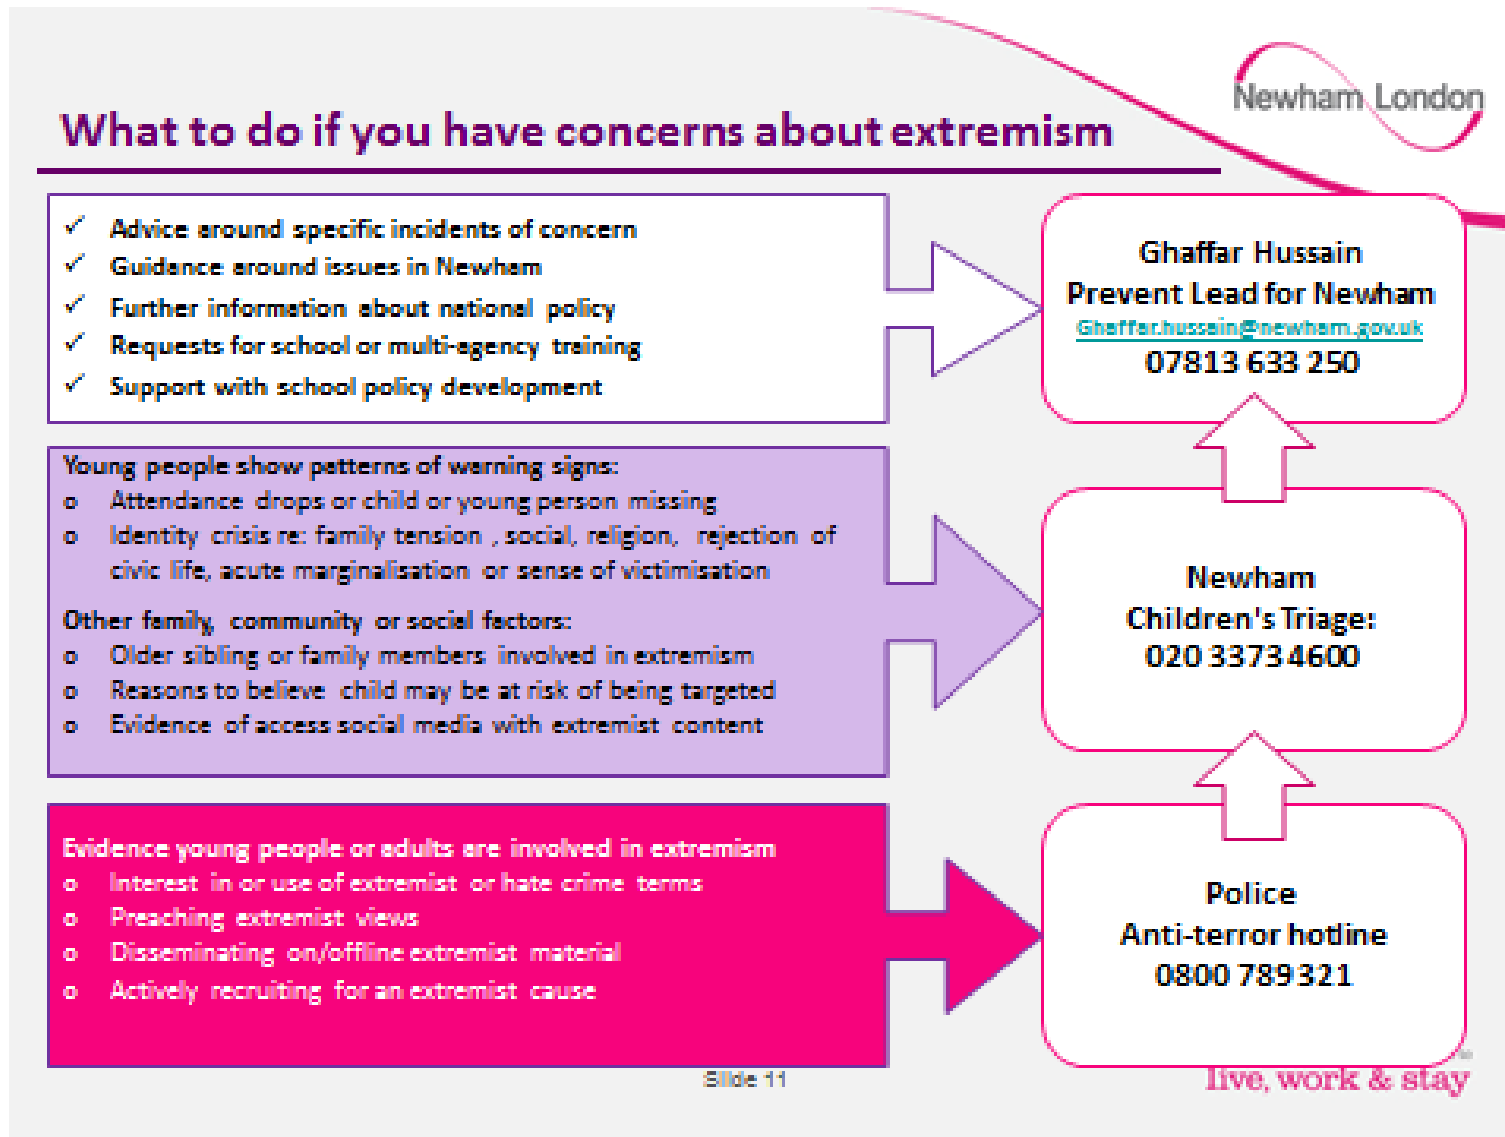 Newham London
What to do if you have concerns about extremism
✓ Advice around specific incidents of concern
✓ Guidance around issues in Newham
✓ Further information about national policy
✓ Requests for school or multi-agency training
✓ Support with school policy development
Ghaffar Hussain
Prevent Lead for Newham
Ghaffar.hussain@newham.gov.uk
07813 633 250
Young people show patterns of warning signs:
o Attendance drops or child or young person missing
o Identity crisis re: family tension , social, religion, rejection of
civic life, acute marginalisation or sense of victimisation
Other family, community or social factors:
o Older sibling or family members involved in extremism
o Reasons to believe child may be at risk of being targeted
o Evidence of access social media with extremist content
Newham
Children's Triage:
020 3373 4600
Evidence young people or adults are involved in extremism
o Interest in or use of extremist or hate crime terms
o Preaching extremist views
o Disseminating on/offline extremist material
o Actively recruiting for an extremist cause
Police
Anti-terror hotline
0800 789 321
Slide 11
live, work & stay